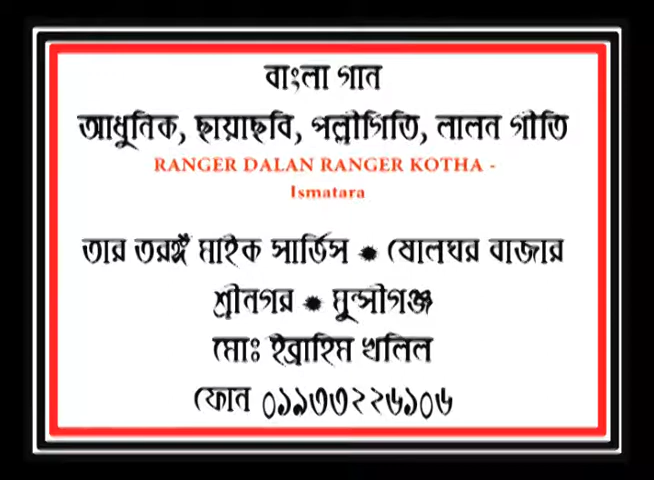 বাংলা গান
আধুনিক, ছায়াছবি, পল্লীগিতি, লালন গীতি
RANGER DALAN RANGER KOTHA -
Ismatara
তার তরঙ্গঁ মাইক সার্ভিস ✸ ষোলঘর বাজার
শ্রীনগর ✸ মুন্সীগঞ্জ
মোঃ ইব্রাহিম খলিল
ফোন ০১৯৩৩২২৬১০৬